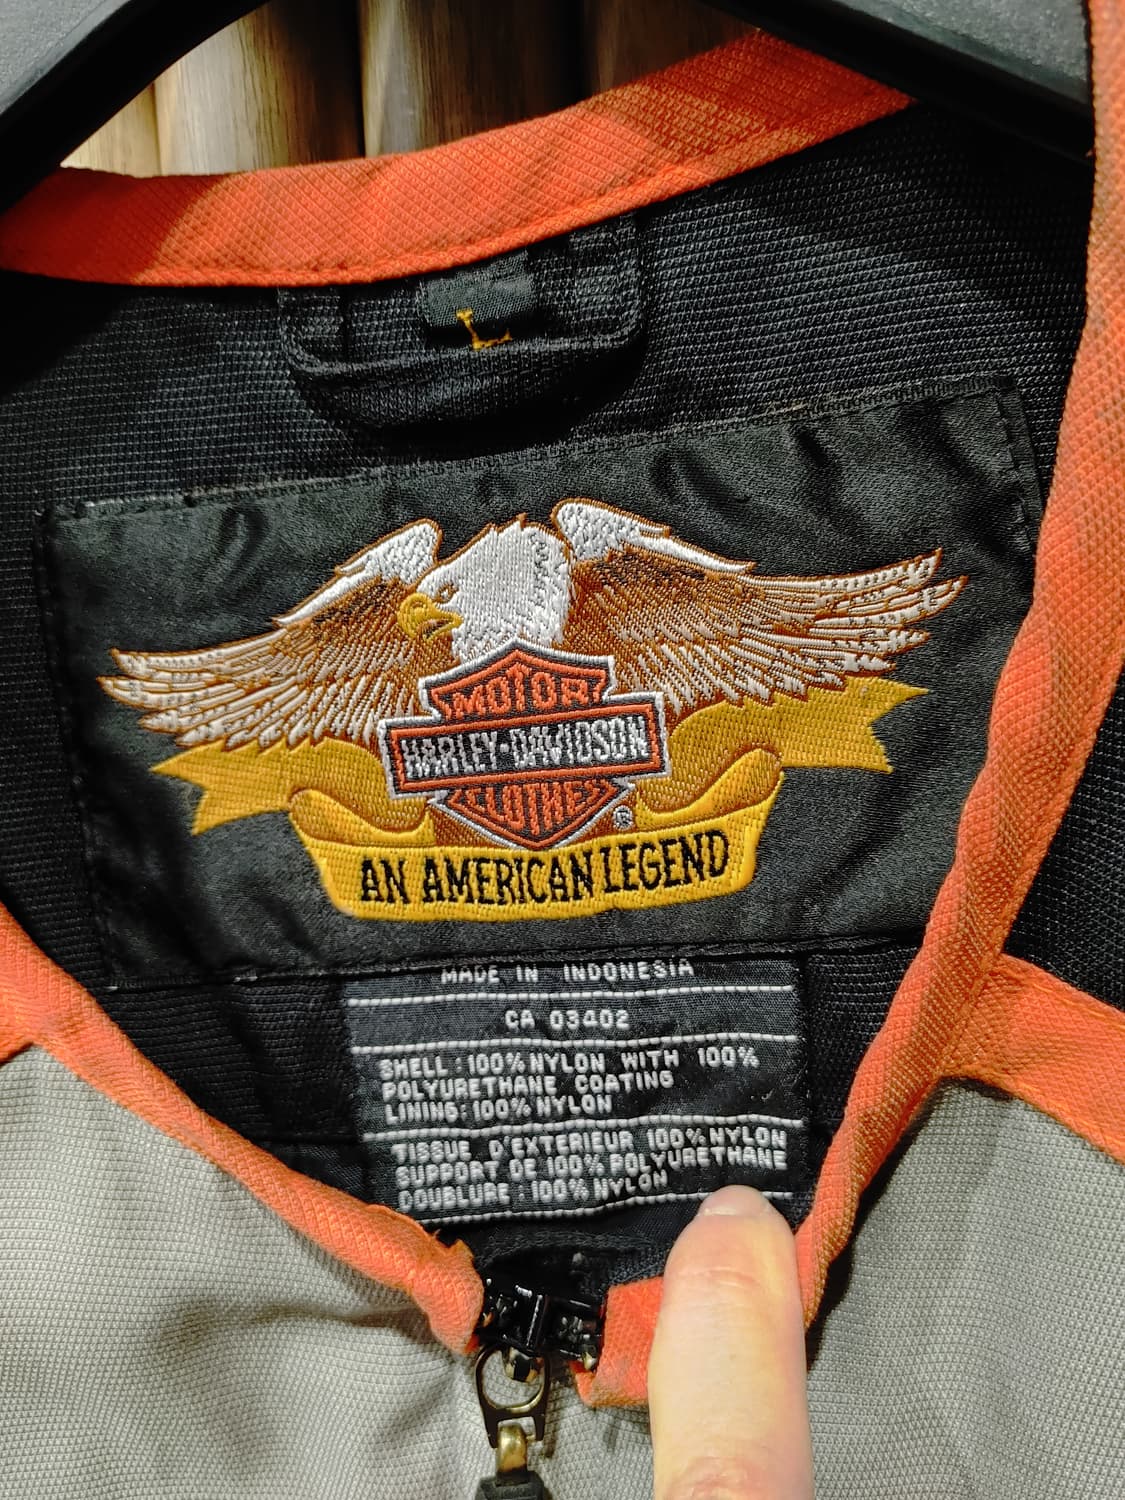 L
MOTOR
HARLEY-DAVIDSON
CLOTHES
®
AN AMERICAN LEGEND
MADE IN INDONESIA
CA 03402
SHELL : 100% NYLON WITH 100%
POLYURETHANE COATING
LINING: 100% NYLON
TISSUE D'EXTERIEUR 100% NYLON
SUPPORT DE 100% POLYURETHANE
DOUBLURE : 100% NYLON